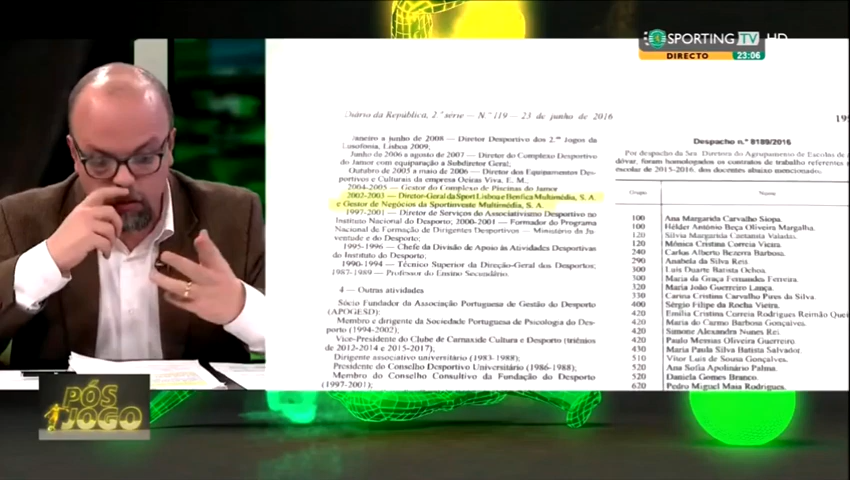 SPORTING TV HD
DIRECTO 23:06
Diário da República, 2.ª série — N.º 119 — 23 de junho de 2016
Janeiro a junho de 2008 — Diretor Desportivo dos 2.ºs Jogos da
Lusofonia, Lisboa 2009;
Junho de 2006 a agosto de 2007 — Diretor do Complexo Desportivo
do Jamor com equiparação a Subdiretor Geral;
Outubro de 2005 a maio de 2006 — Diretor dos Equipamentos Des-
portivos e Culturais da empresa Oeiras Viva, E. M.,
2004-2005 — Gestor do Complexo de Piscinas do Jamor
2002-2003 — Diretor-Geral da Sport Lisboa e Benfica Multimédia, S. A.
e Gestor de Negócios da Sportinveste Multimédia, S. A.
1997-2001 — Diretor de Serviços do Associativismo Desportivo no
Instituto Nacional do Desporto; 2000-2001 — Formador do Programa
Nacional de Formação de Dirigentes Desportivos — Ministério da Ju-
ventude e do Desporto;
1995-1996 — Chefe da Divisão de Apoio às Atividades Desportivas
do Instituto do Desporto;
1990-1994 — Técnico Superior da Direção-Geral dos Desportos;
1987-1989 — Professor do Ensino Secundário.
4 — Outras atividades
Sócio Fundador da Associação Portuguesa de Gestão do Desporto
(APOGESD);
Membro e dirigente da Sociedade Portuguesa de Psicologia do Des-
porto (1994-2002);
Vice-Presidente do Clube de Carnaxide Cultura e Desporto (triénios
de 2012-2014 e 2015-2017);
Dirigente associativo universitário (1983-1988);
Presidente do Conselho Desportivo Universitário (1986-1988);
Membro do Conselho Consultivo da Fundação do Desporto
(1997-2001);
Despacho n.º 8189/2016
Por despacho da Sra. Diretora do Agrupamento de Escolas de
dóvar, foram homologados os contratos de trabalho referentes
escolar de 2015-2016, dos docentes abaixo mencionados.
Grupo Nome
100 Ana Margarida Carvalho Siopa.
100 Hélder António Beça Oliveira Margalha.
120 Sílvia Margarida Caetanita Valadas.
120 Mónica Cristina Correia Vieira.
240 Carlos Alberto Bezerra Barbosa.
290 Anabela da Silva Reis
300 Luís Duarte Batista Ochoa.
300 Maria da Graça Fernandes Ferreira.
320 Maria João Guerreiro Lança.
330 Carina Cristina Carvalho Pires da Silva.
400 Sérgio Filipe da Rocha Vieira.
420 Emília Cristina Correia Rodrigues Reimão
420 Maria do Carmo Barbosa Gonçalves.
420 Simone Alexandra Nunes Rei.
420 Paulo Messias Oliveira Guerreiro
430 Maria Paula Silva Batista Salvador.
510 Vítor Luís de Sousa Gonçalves.
520 Ana Sofia Apolinário Palma.
520 Daniela Gomes Branco.
620 Pedro Miguel Maia Rodrigues.
PÓS
JOGO